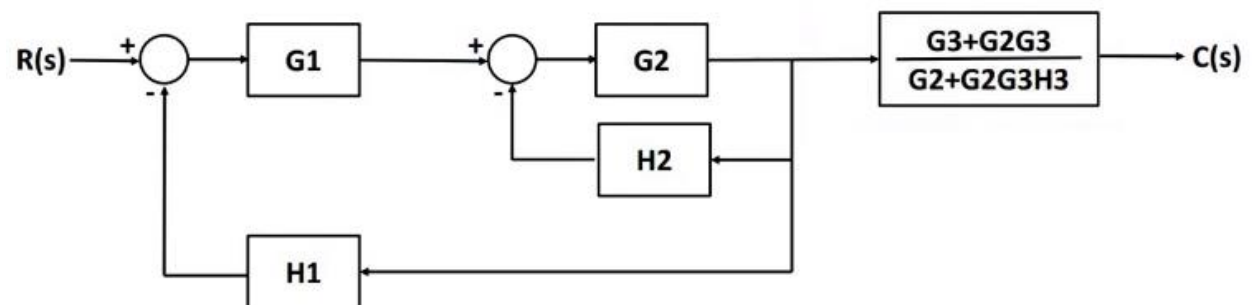 R(s)
+
-
G1
+
-
G2
G3+G2G3
G2+G2G3H3
C(s)
H2
H1